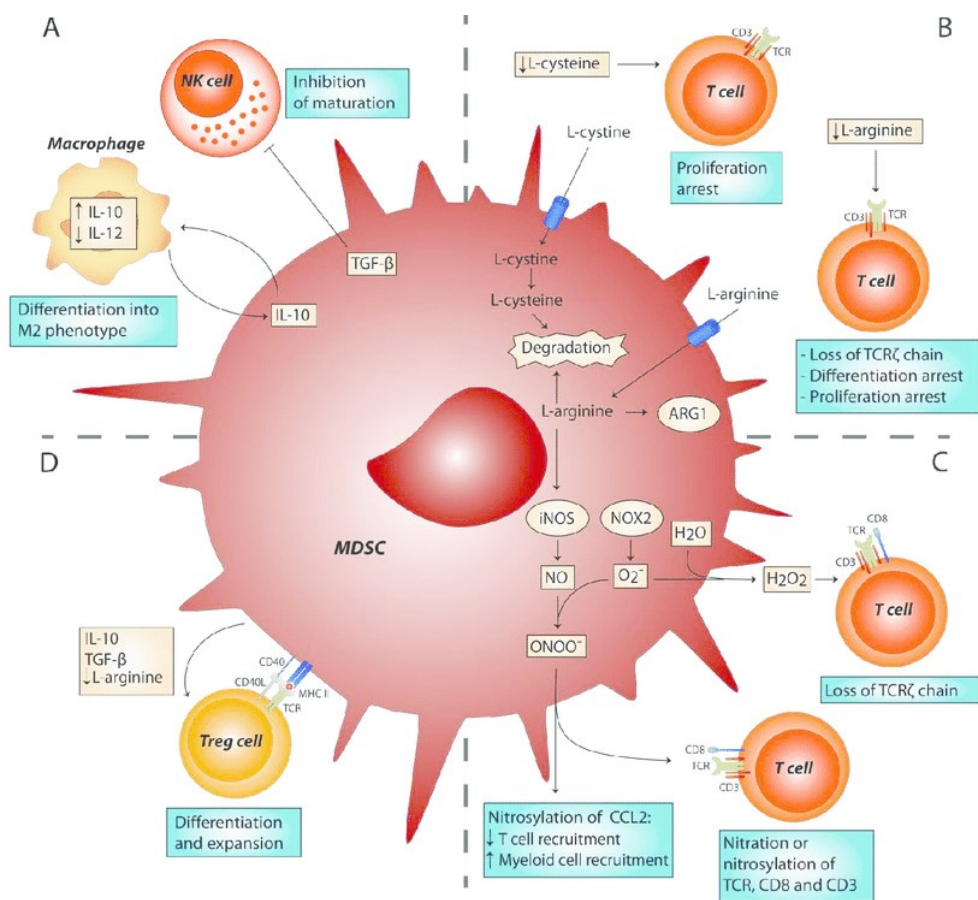 A
NK cell
Inhibition
of maturation
Macrophage
↑ IL-10
↓ IL-12
Differentiation into
M2 phenotype
TGF-β
IL-10
B
↓L-cysteine
CD3
TCR
T cell
Proliferation
arrest
L-cystine
L-cystine
L-cysteine
Degradation
L-arginine
ARG1
L-arginine
↓L-arginine
CD3
TCR
T cell
- Loss of TCRζ chain
- Differentiation arrest
- Proliferation arrest
C
iNOS
NOX2
H2O
NO
O2⁻
H2O2
ONOO⁻
CD8
TCR
CD3
T cell
Loss of TCRζ chain
CD8
TCR
CD3
T cell
Nitrosylation of CCL2:
↓ T cell recruitment
↑ Myeloid cell recruitment
Nitration or
nitrosylation of
TCR, CD8 and CD3
D
MDSC
IL-10
TGF-β
↓L-arginine
CD40
CD40L
MHC II
TCR
Treg cell
Differentiation
and expansion